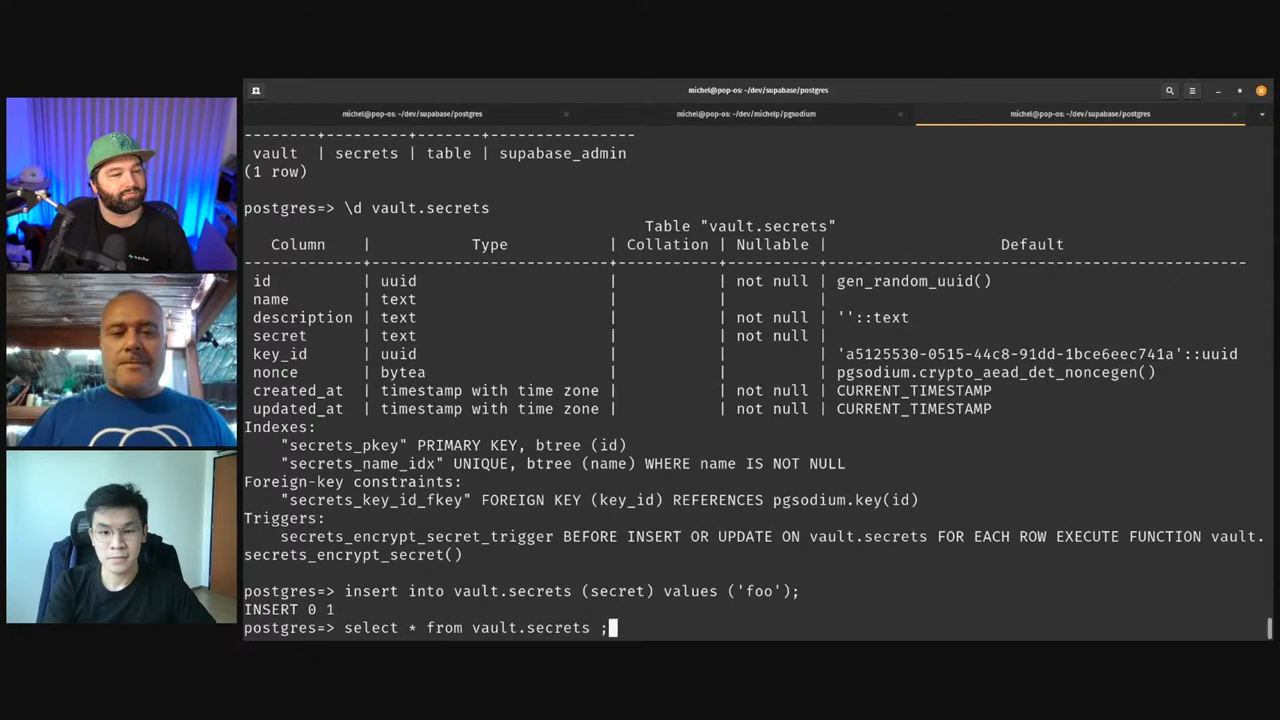 michel@pop-os: ~/dev/supabase/postgres
michel@pop-os: ~/dev/supabase/postgres
michel@pop-os: ~/dev/michelp/pgsodium
michel@pop-os: ~/dev/supabase/postgres
--------+---------+-------+----------------
vault | secrets | table | supabase_admin
(1 row)
postgres=> \d vault.secrets
Table "vault.secrets"
Column | Type | Collation | Nullable | Default
-------------+--------------------------+-----------+----------+---------------------------------------------
id | uuid | | not null | gen_random_uuid()
name | text | | |
description | text | | not null | ''::text
secret | text | | not null |
key_id | uuid | | | 'a5125530-0515-44c8-91dd-1bce6eec741a'::uuid
nonce | bytea | | | pgsodium.crypto_aead_det_noncegen()
created_at | timestamp with time zone | | not null | CURRENT_TIMESTAMP
updated_at | timestamp with time zone | | not null | CURRENT_TIMESTAMP
Indexes:
"secrets_pkey" PRIMARY KEY, btree (id)
"secrets_name_idx" UNIQUE, btree (name) WHERE name IS NOT NULL
Foreign-key constraints:
"secrets_key_id_fkey" FOREIGN KEY (key_id) REFERENCES pgsodium.key(id)
Triggers:
secrets_encrypt_secret_trigger BEFORE INSERT OR UPDATE ON vault.secrets FOR EACH ROW EXECUTE FUNCTION vault.
secrets_encrypt_secret()
postgres=> insert into vault.secrets (secret) values ('foo');
INSERT 0 1
postgres=> select * from vault.secrets ;